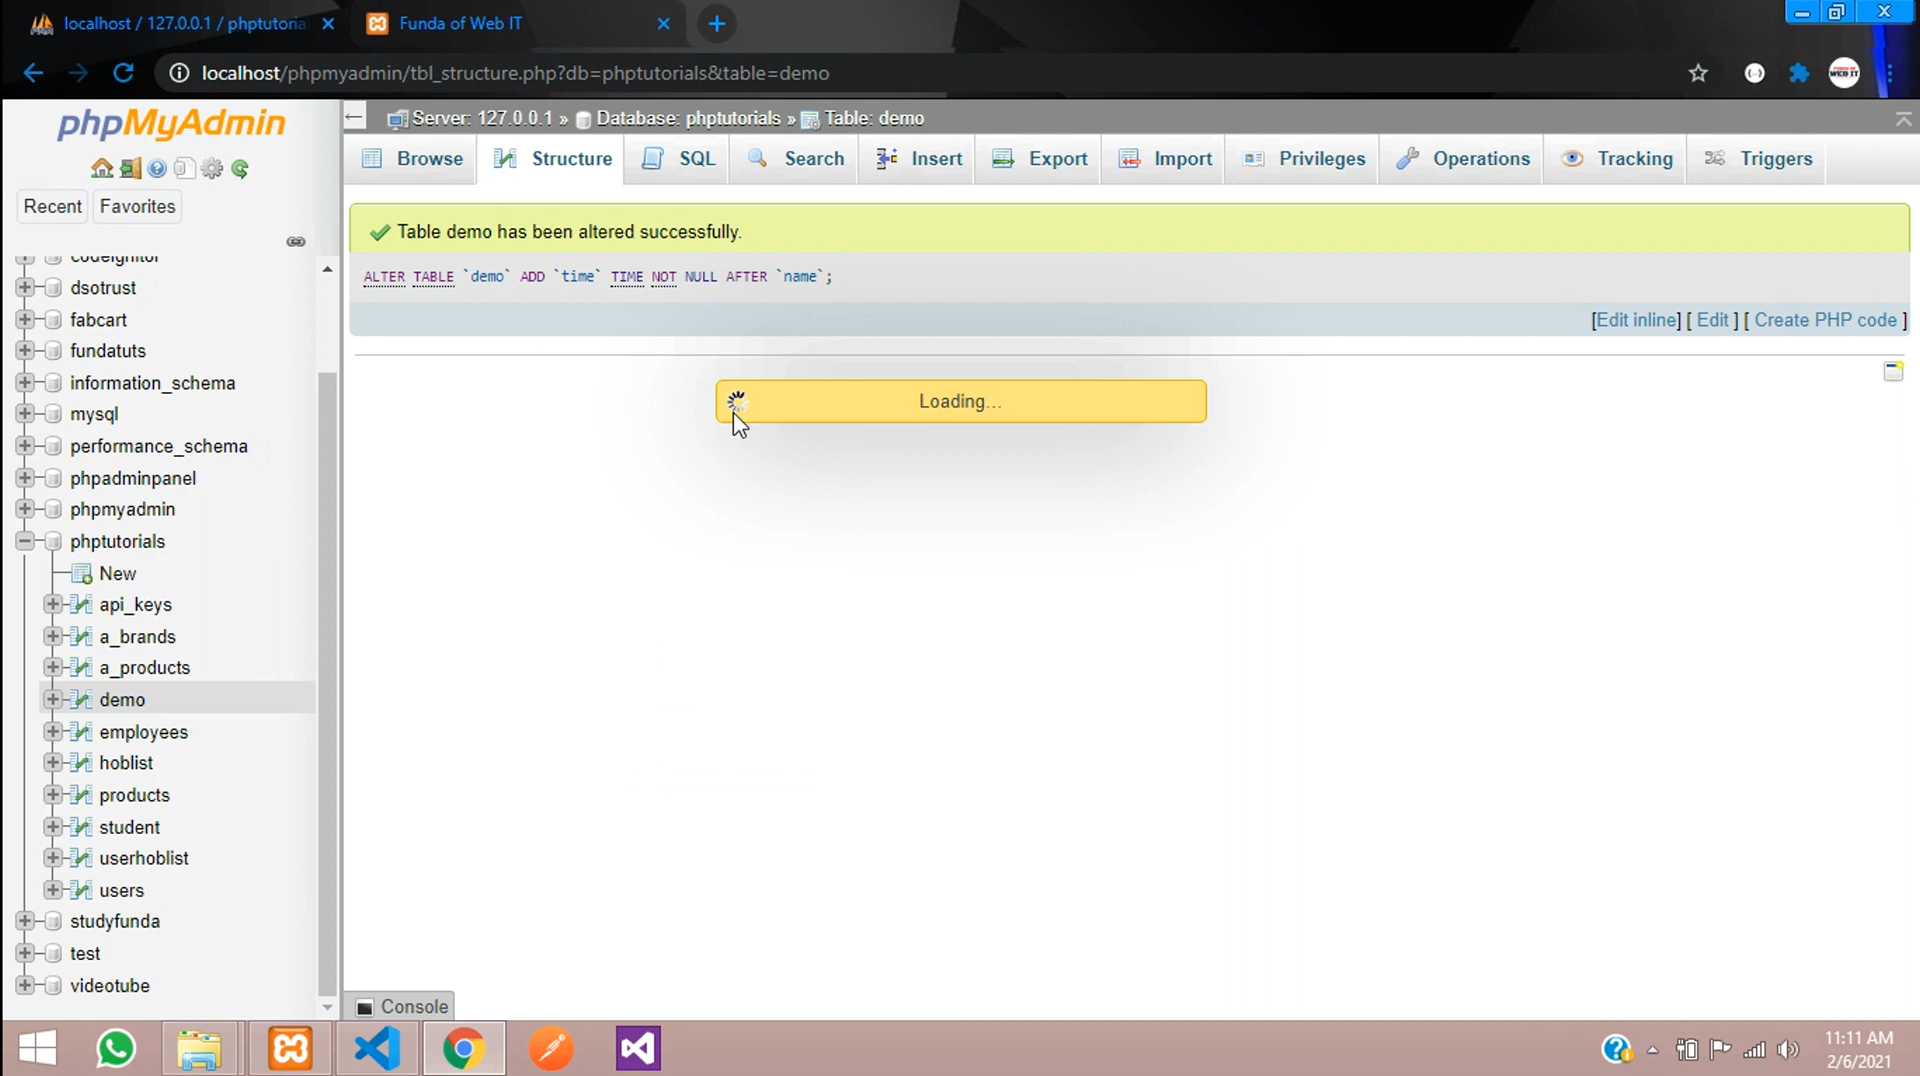 localhost / 127.0.0.1 / phptutoria
Funda of Web IT
localhost/phpmyadmin/tbl_structure.php?db=phptutorials&table=demo
WEB IT
phpMyAdmin
Server: 127.0.0.1 » Database: phptutorials » Table: demo
Browse Structure SQL Search Insert Export Import Privileges Operations Tracking Triggers
Recent Favorites
Table demo has been altered successfully.
ALTER TABLE `demo` ADD `time` TIME NOT NULL AFTER `name`;
[Edit inline] [ Edit ] [ Create PHP code ]
Loading...
codeignitor
dsotrust
fabcart
fundatuts
information_schema
mysql
performance_schema
phpadminpanel
phpmyadmin
phptutorials
New
api_keys
a_brands
a_products
demo
employees
hoblist
products
student
userhoblist
users
studyfunda
test
videotube
Console
11:11 AM
2/6/2021